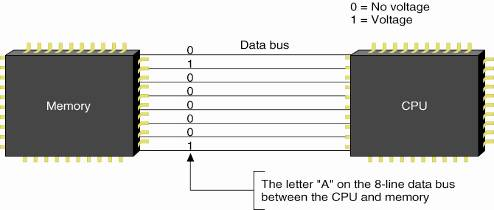 0 = No voltage
1 = Voltage
Data bus
0
1
0
0
0
0
0
1
Memory
CPU
The letter "A" on the 8-line data bus
between the CPU and memory